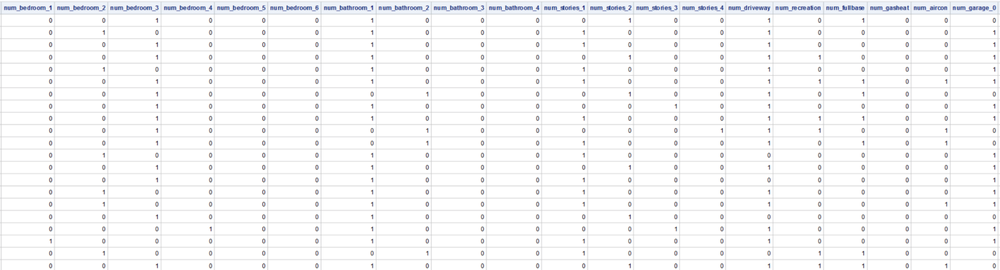 num_bedroom_1 num_bedroom_2 num_bedroom_3 num_bedroom_4 num_bedroom_5 num_bedroom_6 num_bathroom_1 num_bathroom_2 num_bathroom_3 num_bathroom_4 num_stories_1 num_stories_2 num_stories_3 num_stories_4 num_driveway num_recreation num_fullbase num_gasheat num_aircon num_garage_0
0 0 1 0 0 0 1 0 0 0 0 1 0 0 1 0 1 0 0 0
0 1 0 0 0 0 1 0 0 0 1 0 0 0 1 0 0 0 0 1
0 0 1 0 0 0 1 0 0 0 1 0 0 0 1 0 0 0 0 1
0 0 1 0 0 0 1 0 0 0 0 1 0 0 1 1 0 0 0 1
0 1 0 0 0 0 1 0 0 0 1 0 0 0 1 0 0 0 0 1
0 0 1 0 0 0 1 0 0 0 1 0 0 0 1 1 1 0 1 1
0 0 1 0 0 0 0 1 0 0 0 1 0 0 1 0 1 0 0 0
0 0 1 0 0 0 1 0 0 0 0 0 1 0 1 0 0 0 0 1
0 0 1 0 0 0 1 0 0 0 1 0 0 0 1 1 1 0 0 1
0 0 1 0 0 0 0 1 0 0 0 0 0 1 1 1 0 0 1 0
0 0 1 0 0 0 0 1 0 0 1 0 0 0 1 0 1 0 1 0
0 1 0 0 0 0 1 0 0 0 1 0 0 0 0 0 0 0 0 1
0 0 1 0 0 0 1 0 0 0 0 1 0 0 1 0 0 0 0 1
0 0 1 0 0 0 1 0 0 0 1 0 0 0 0 0 0 0 0 1
0 1 0 0 0 0 1 0 0 0 1 0 0 0 1 0 0 0 0 1
0 1 0 0 0 0 1 0 0 0 1 0 0 0 1 0 0 0 1 1
0 0 1 0 0 0 1 0 0 0 0 1 0 0 0 0 0 0 0 0
0 0 0 1 0 0 1 0 0 0 0 0 1 0 1 0 0 0 0 1
1 0 0 0 0 0 1 0 0 0 1 0 0 0 1 0 0 0 0 1
0 1 0 0 0 0 0 1 0 0 1 0 0 0 0 1 1 0 0 0
0 0 1 0 0 0 1 0 0 0 0 1 0 0 1 1 1 0 1 0